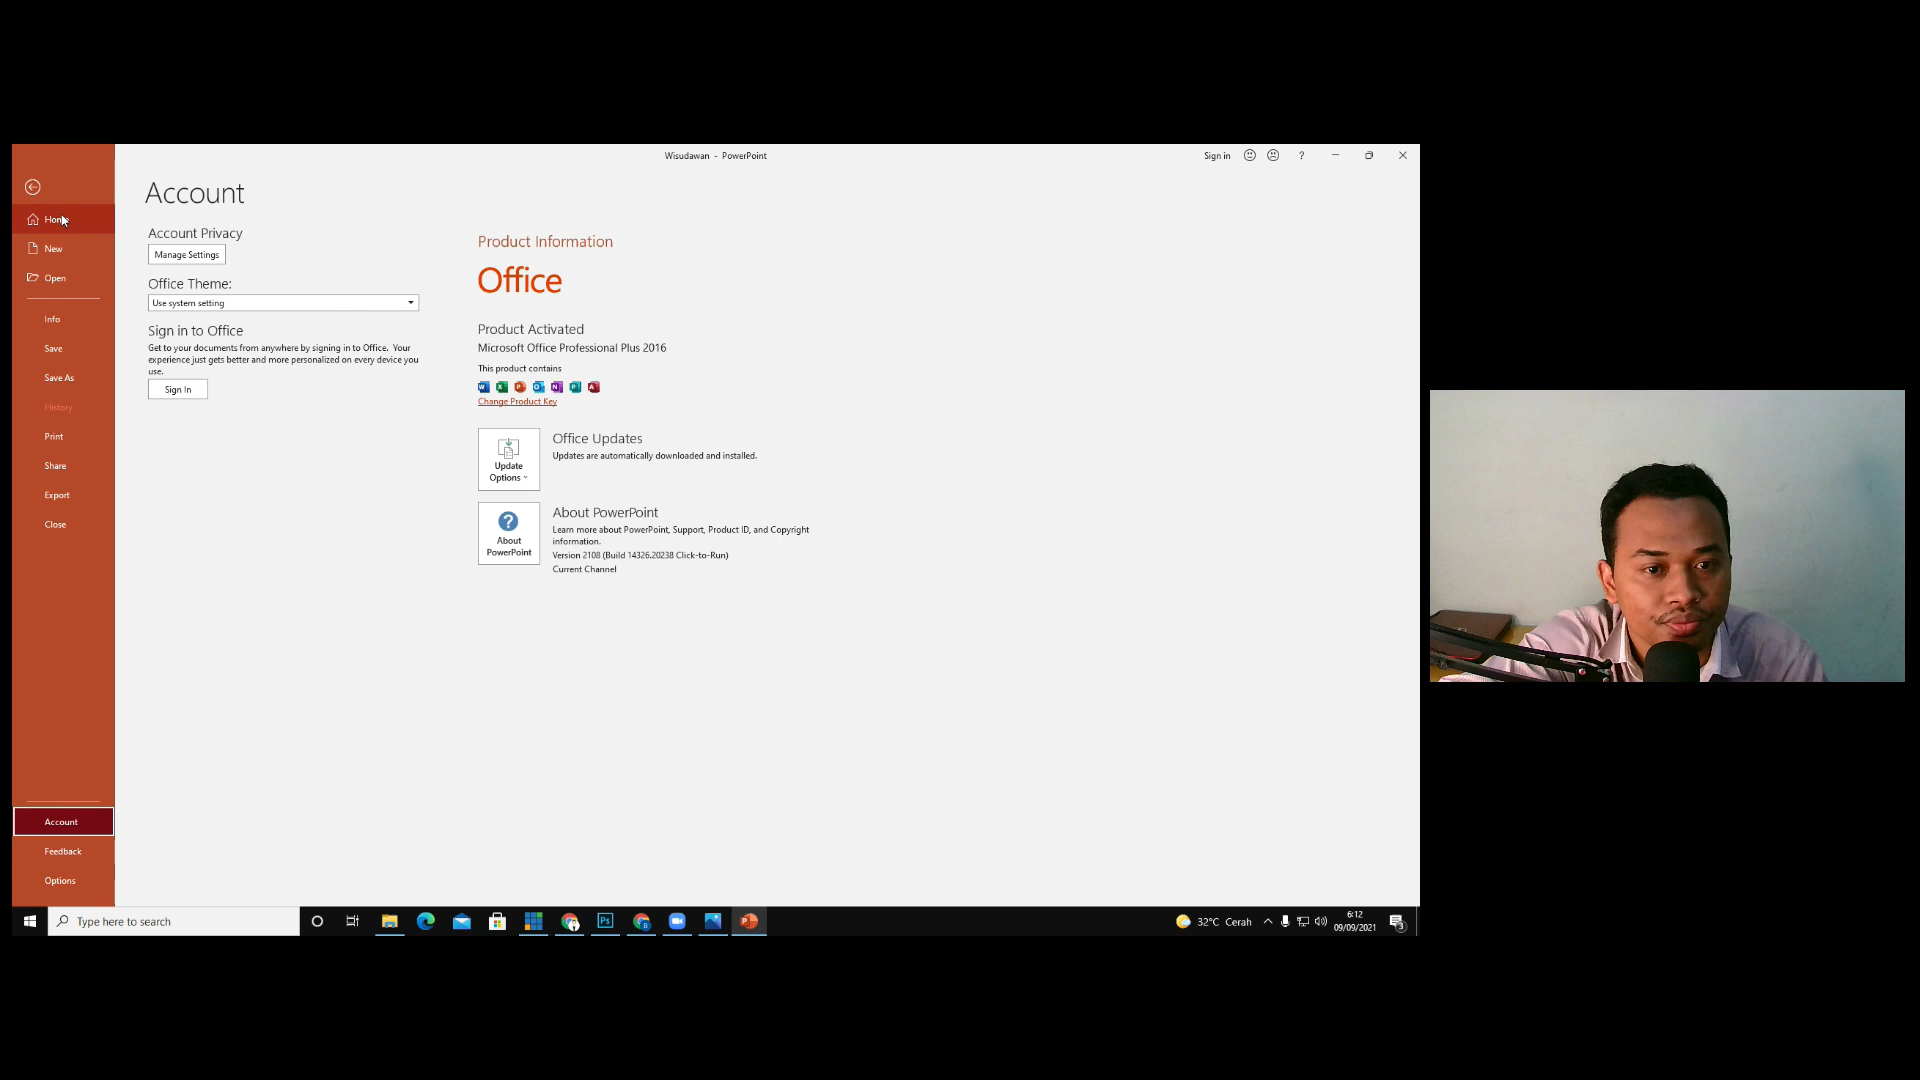 Wisudawan - PowerPoint
Sign in
?
Account
Home
New
Open
Info
Save
Save As
History
Print
Share
Export
Close
Account
Feedback
Options
Account Privacy
Manage Settings
Office Theme:
Use system setting
Sign in to Office
Get to your documents from anywhere by signing in to Office. Your
experience just gets better and more personalized on every device you
use.
Sign In
Product Information
Office
Product Activated
Microsoft Office Professional Plus 2016
This product contains
Change Product Key
Update
Options
Office Updates
Updates are automatically downloaded and installed.
About
PowerPoint
About PowerPoint
Learn more about PowerPoint, Support, Product ID, and Copyright
information.
Version 2108 (Build 14326.20238 Click-to-Run)
Current Channel
Type here to search
Ps
32°C Cerah
6:12
09/09/2021
3